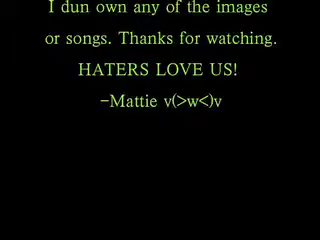 I dun own any of the images
or songs. Thanks for watching.
HATERS LOVE US!
-Mattie v(>w<)v